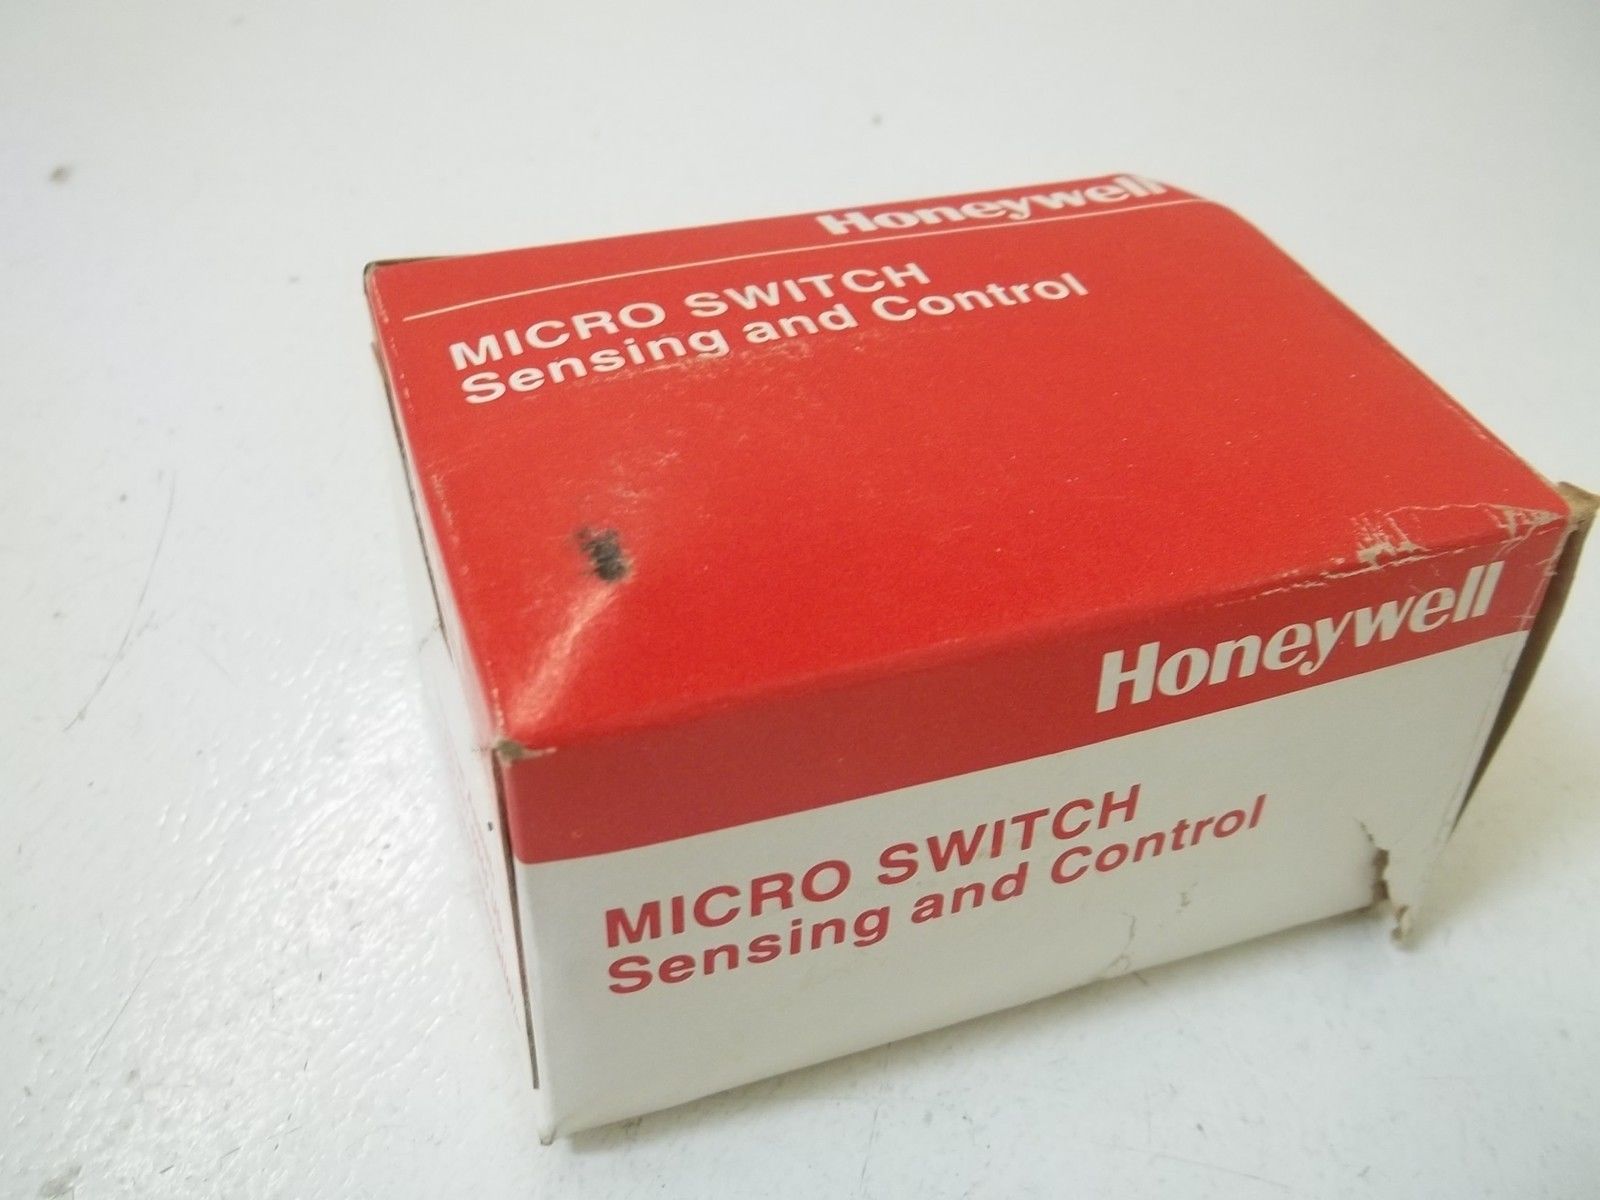 Honeywell
MICRO SWITCH
Sensing and Control
Honeywell
MICRO SWITCH
Sensing and Control